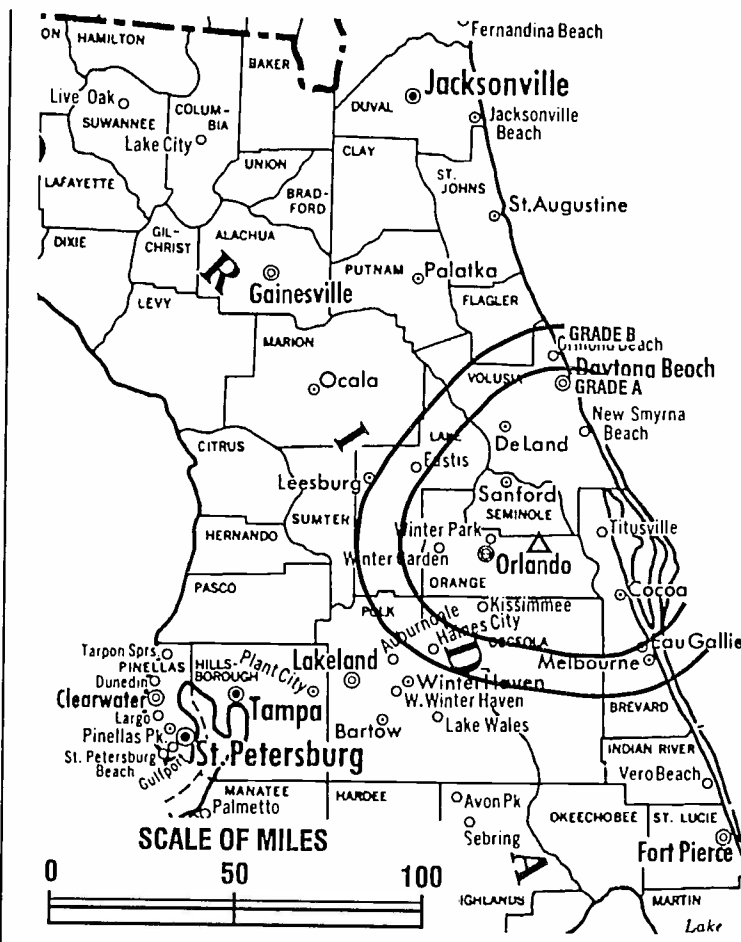 ON
HAMILTON
Fernandina Beach
BAKER
Jacksonville
Live Oak
COLUM-
BIA
DUVAL
SUWANNEE
Jacksonville
Beach
Lake City
CLAY
UNION
LAFAYETTE
ST.
JOHNS
BRAD-
FORD
St. Augustine
GIL-
CHRIST
ALACHUA
DIXIE
R
PUTNAM
Palatka
Gainesville
LEVY
FLAGLER
GRADE B
MARION
Ormond Beach
Daytona Beach
VOLUSIA
GRADE A
Ocala
New Smyrna
Beach
I
LAKE
DeLand
CITRUS
Eustis
Leesburg
Sanford
SEMINOLE
SUMTER
Titusville
HERNANDO
Winter Park
Winter Garden
Orlando
ORANGE
PASCO
Cocoa
POLK
Kissimmee
City
Auburndale
Haines
OSCEOLA
Eau Gallie
Tarpon Sprs.
PINELLAS
HILLS-
BOROUGH
Lakeland
D
Melbourne
Dunedin
Plant City
Winter Haven
Clearwater
W. Winter Haven
BREVARD
Largo
Tampa
Lake Wales
Pinellas Pk.
Bartow
St. Petersburg
INDIAN RIVER
St. Petersburg
Beach
Gulfport
Vero Beach
MANATEE
HARDEE
Avon Pk
Palmetto
OKEECHOBEE
ST. LUCIE
Sebring
SCALE OF MILES
Fort Pierce
0
50
100
A
HIGHLANDS
MARTIN
Lake